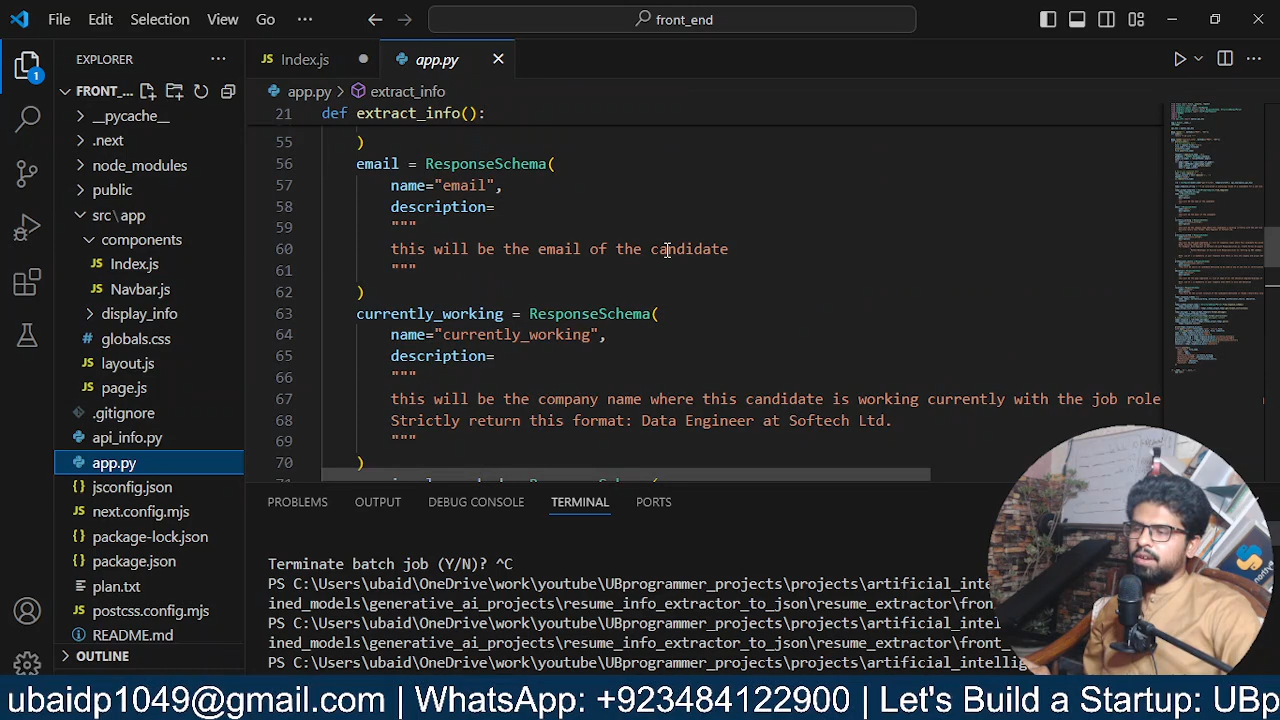 File Edit Selection View Go ··· front_end
EXPLORER ···
Index.js
app.py
FRONT_...
app.py > extract_info
21 def extract_info():
55 )
56 email = ResponseSchema(
57 name="email",
58 description=
59 """
60 this will be the mail of the candidate
61 """
62 )
63 currently_working = ResponseSchema(
64 name="currently_working",
65 description=
66 """
67 this will be the company name where this candidate is working currently with the job role
68 Strictly return this format: Data Engineer at Softech Ltd.
69 """
70 )
__pycache__
.next
node_modules
public
src\app
components
Index.js
Navbar.js
display_info
globals.css
layout.js
page.js
.gitignore
api_info.py
app.py
jsconfig.json
next.config.mjs
package-lock.json
package.json
plan.txt
postcss.config.mjs
README.md
OUTLINE
1
PROBLEMS OUTPUT DEBUG CONSOLE TERMINAL PORTS
Terminate batch job (Y/N)? ^C
PS C:\Users\ubaid\OneDrive\work\youtube\UBprogrammer_projects\projects\artificial_inte
ined_models\generative_ai_projects\resume_info_extractor_to_json\resume_extractor\fron
PS C:\Users\ubaid\OneDrive\work\youtube\UBprogrammer_projects\projects\artificial_intel
ined_models\generative_ai_projects\resume_info_extractor_to_json\resume_extractor\front_
PS C:\Users\ubaid\OneDrive\work\youtube\UBprogrammer_projects\projects\artificial_intellig
ubaidp1049@gmail.com | WhatsApp: +923484122900 | Let's Build a Startup: UBp